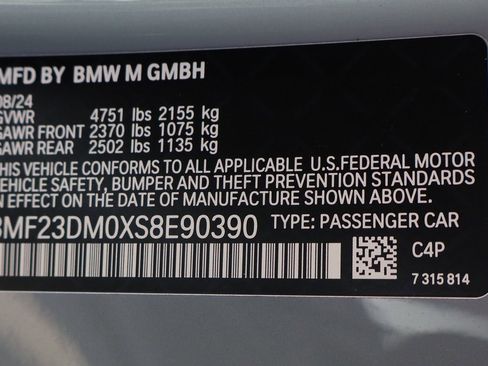 MFD BY BMW M GMBH
08/24
GVWR 4751 lbs 2155 kg
GAWR FRONT 2370 lbs 1075 kg
GAWR REAR 2502 lbs 1135 kg
THIS VEHICLE CONFORMS TO ALL APPLICABLE U.S.FEDERAL MOTOR
VEHICLE SAFETY, BUMPER, AND THEFT PREVENTION STANDARDS
IN EFFECT ON THE DATE OF MANUFACTURE SHOWN ABOVE.
3MF23DM0XS8E90390 TYPE: PASSENGER CAR
C4P
7 315 814